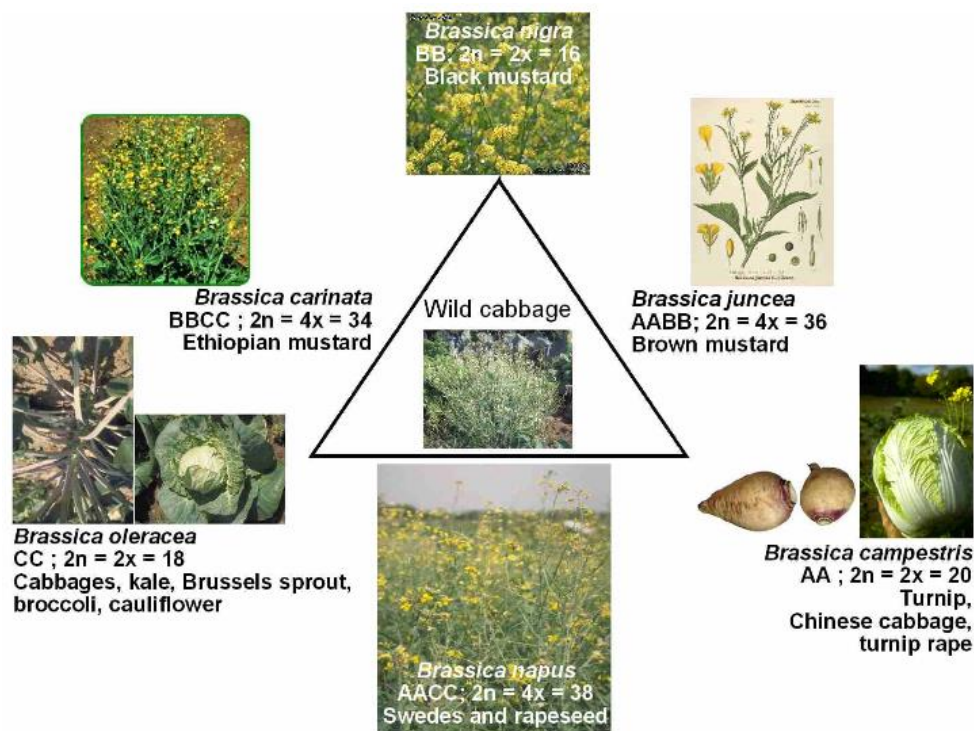 Brassica nigra
BB; 2n = 2x = 16
Black mustard
Brassica carinata
BBCC ; 2n = 4x = 34
Ethiopian mustard
Wild cabbage
Brassica juncea
AABB; 2n = 4x = 36
Brown mustard
Brassica oleracea
CC ; 2n = 2x = 18
Cabbages, kale, Brussels sprout,
broccoli, cauliflower
Brassica campestris
AA ; 2n = 2x = 20
Turnip,
Chinese cabbage,
turnip rape
Brassica napus
AACC; 2n = 4x = 38
Swedes and rapeseed